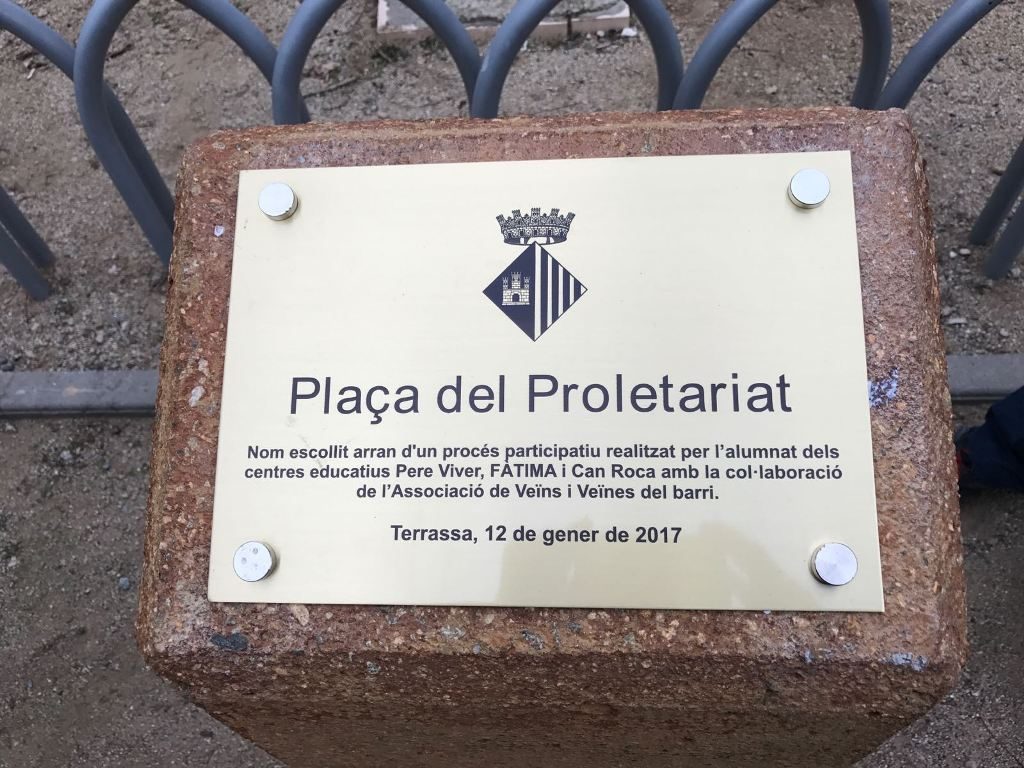 Plaça del Proletariat
Nom escollit arran d'un procés participatiu realitzat per l'alumnat dels
centres educatius Pere Viver, FÀTIMA i Can Roca amb la col·laboració
de l'Associació de Veïns i Veïnes del barri.
Terrassa, 12 de gener de 2017